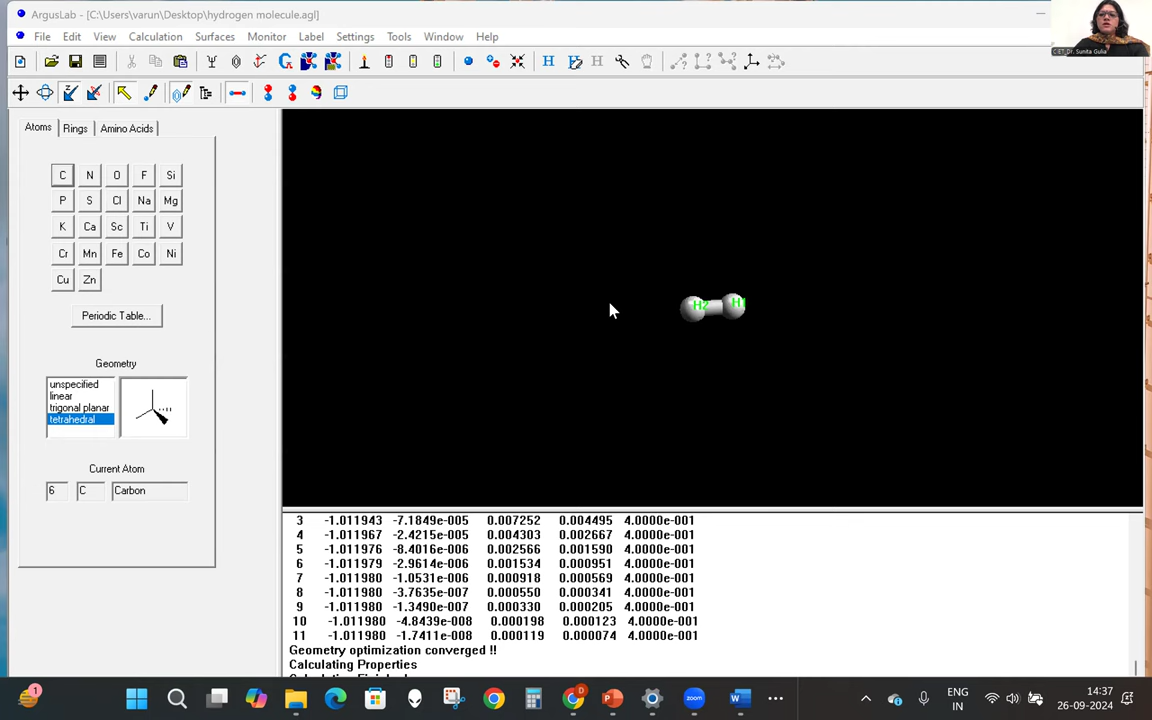 ArgusLab - [C:\Users\varun\Desktop\hydrogen molecule.agl]
File Edit View Calculation Surfaces Monitor Label Settings Tools Window Help
Atoms Rings Amino Acids
C N O F Si
P S Cl Na Mg
K Ca Sc Ti V
Cr Mn Fe Co Ni
Cu Zn
Periodic Table...
Geometry
unspecified
linear
trigonal planar
tetrahedral
Current Atom
6 C Carbon
H2 H1
3 -1.011943 -7.1849e-005 0.007252 0.004495 4.0000e-001
4 -1.011967 -2.4215e-005 0.004303 0.002667 4.0000e-001
5 -1.011976 -8.4016e-006 0.002566 0.001590 4.0000e-001
6 -1.011979 -2.9614e-006 0.001534 0.000951 4.0000e-001
7 -1.011980 -1.0531e-006 0.000918 0.000569 4.0000e-001
8 -1.011980 -3.7635e-007 0.000550 0.000341 4.0000e-001
9 -1.011980 -1.3490e-007 0.000330 0.000205 4.0000e-001
10 -1.011980 -4.8439e-008 0.000198 0.000123 4.0000e-001
11 -1.011980 -1.7411e-008 0.000119 0.000074 4.0000e-001
Geometry optimization converged !!
Calculating Properties
ENG
IN
14:37
26-09-2024